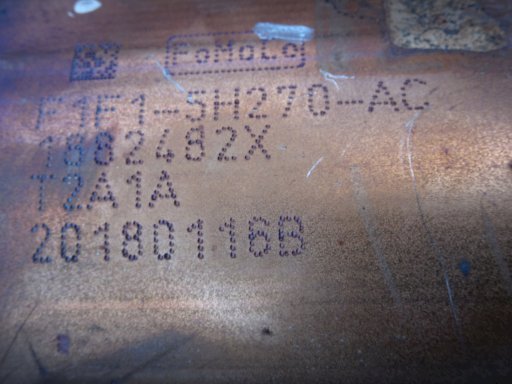 FoMoCo
F1F1-5H270-AC
1882482X
T2A1A
20180116B